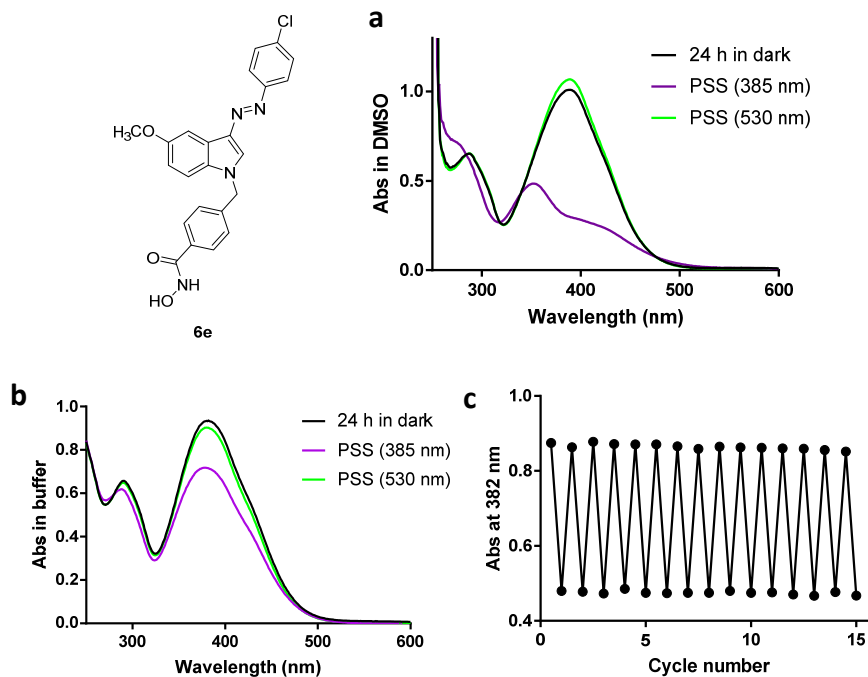 Cl
N
N
H3CO
N
O
NH
HO
6e
a
24 h in dark
PSS (385 nm)
PSS (530 nm)
Abs in DMSO
1.0
0.5
0.0
300 400 500 600
Wavelength (nm)
b
24 h in dark
PSS (385 nm)
PSS (530 nm)
Abs in buffer
1.0
0.8
0.6
0.4
0.2
0.0
300 400 500 600
Wavelength (nm)
c
Abs at 382 nm
1.0
0.8
0.6
0.4
0 5 10 15
Cycle number